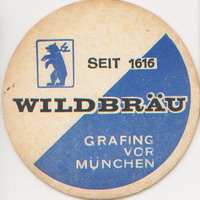 SEIT 1616
WILDBRÄU
GRAFING
VOR
MÜNCHEN